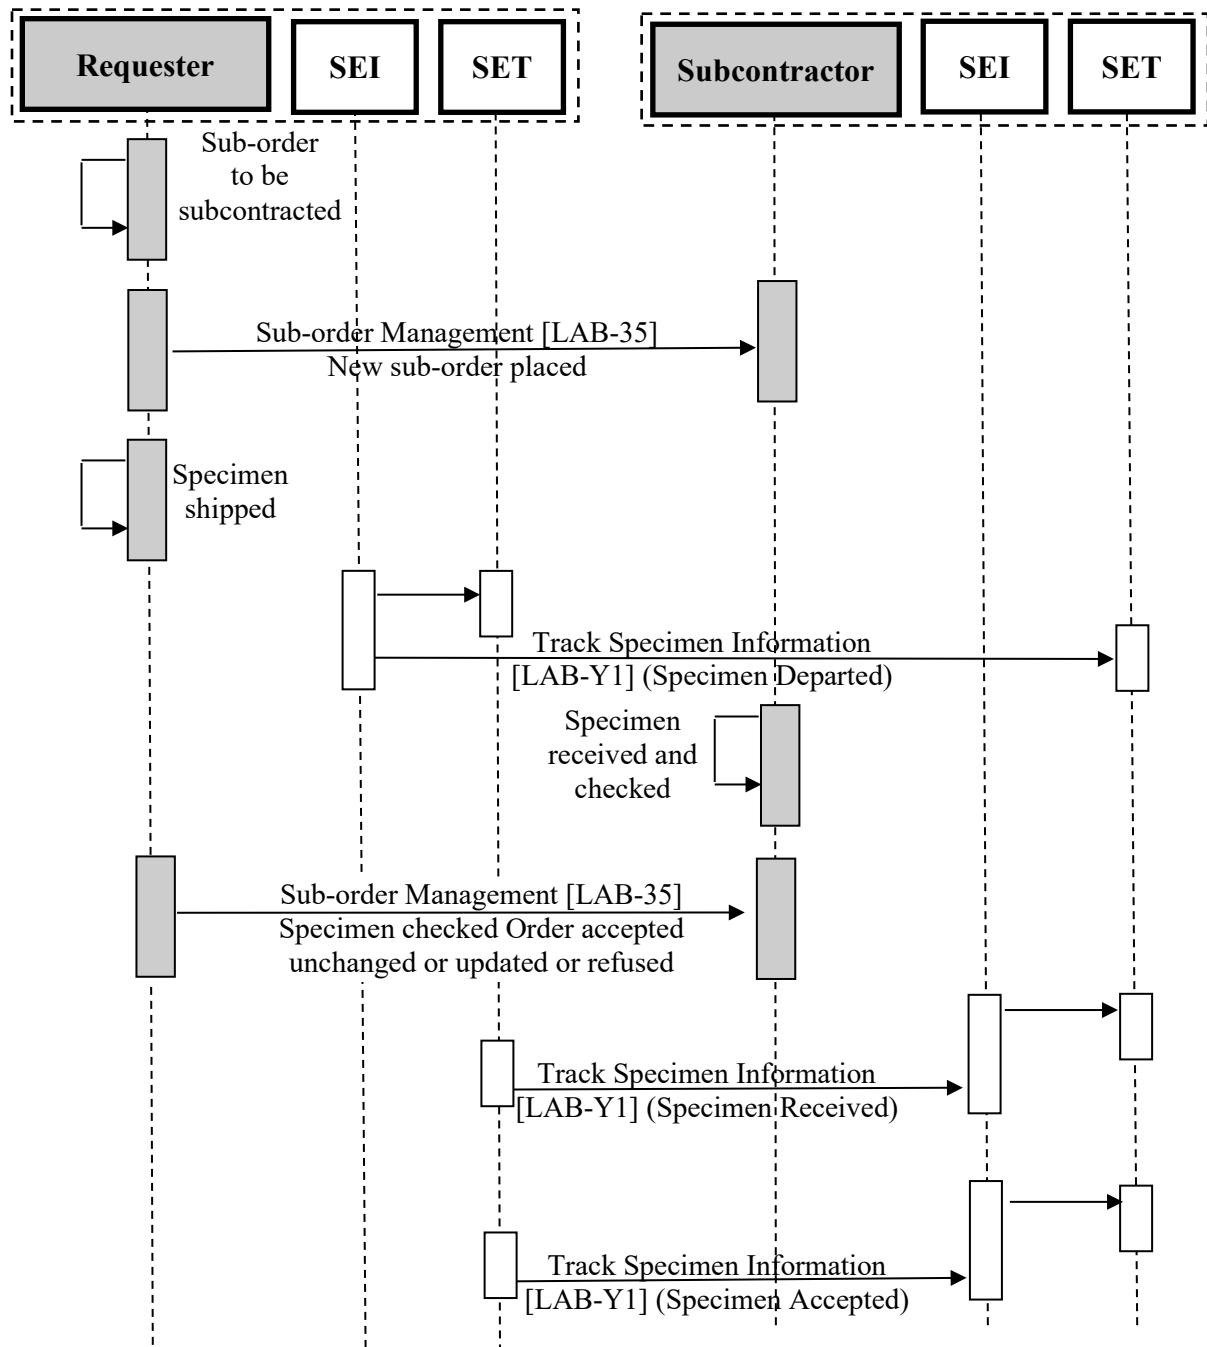 Requester
SEI
SET
Subcontractor
SEI
SET
Sub-order
to be
subcontracted
Sub-order Management [LAB-35]
New sub-order placed
Specimen
shipped
Track Specimen Information
[LAB-Y1] (Specimen Departed)
Specimen
received and
checked
Sub-order Management [LAB-35]
Specimen checked Order accepted
unchanged or updated or refused
Track Specimen Information
[LAB-Y1] (Specimen Received)
Track Specimen Information
[LAB-Y1] (Specimen Accepted)